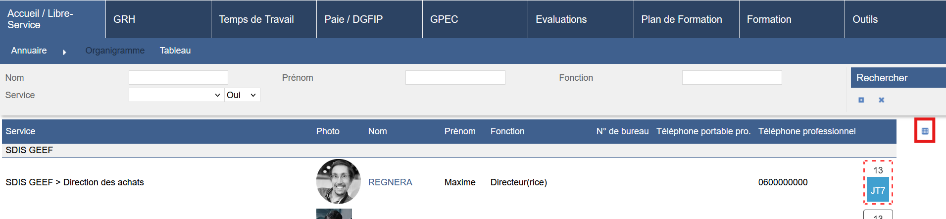 Accueil / Libre-Service GRH Temps de Travail Paie / DGFIP GPEC Evaluations Plan de Formation Formation Outils
Annuaire Organigramme Tableau
Nom Prénom Fonction Rechercher
Service Oui
Service Photo Nom Prénom Fonction N° de bureau Téléphone portable pro. Téléphone professionnel
SDIS GEEF
13
SDIS GEEF > Direction des achats REGNERA Maxime Directeur(rice) 0600000000
JT7
13